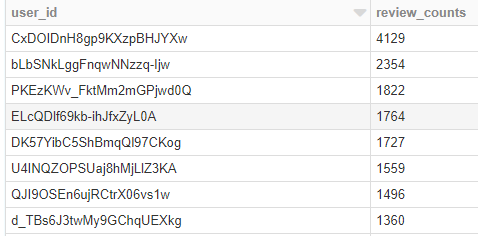 user_id review_counts
CxDOIDnH8gp9KXzpBHJYXw 4129
bLbSNkLggFnqwNNzzq-Ijw 2354
PKEzKWv_FktMm2mGPjwd0Q 1822
ELcQDlf69kb-ihJfxZyL0A 1764
DK57YibC5ShBmqQl97CKog 1727
U4INQZOPSUaj8hMjLlZ3KA 1559
QJI9OSEn6ujRCtrX06vs1w 1496
d_TBs6J3twMy9GChqUEXkg 1360